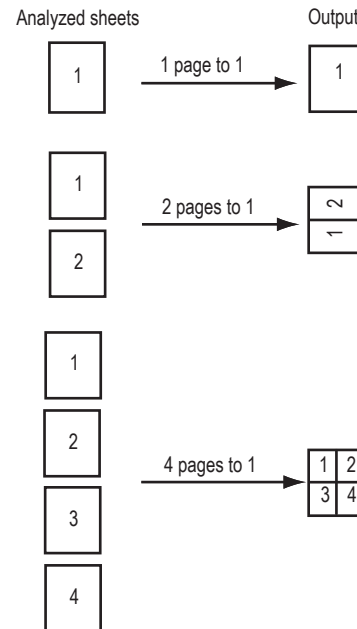 Analyzed sheets Output
1 1 page to 1 1
1
2 2 pages to 1 2
1
1
2
3
4 4 pages to 1 1 2
3 4